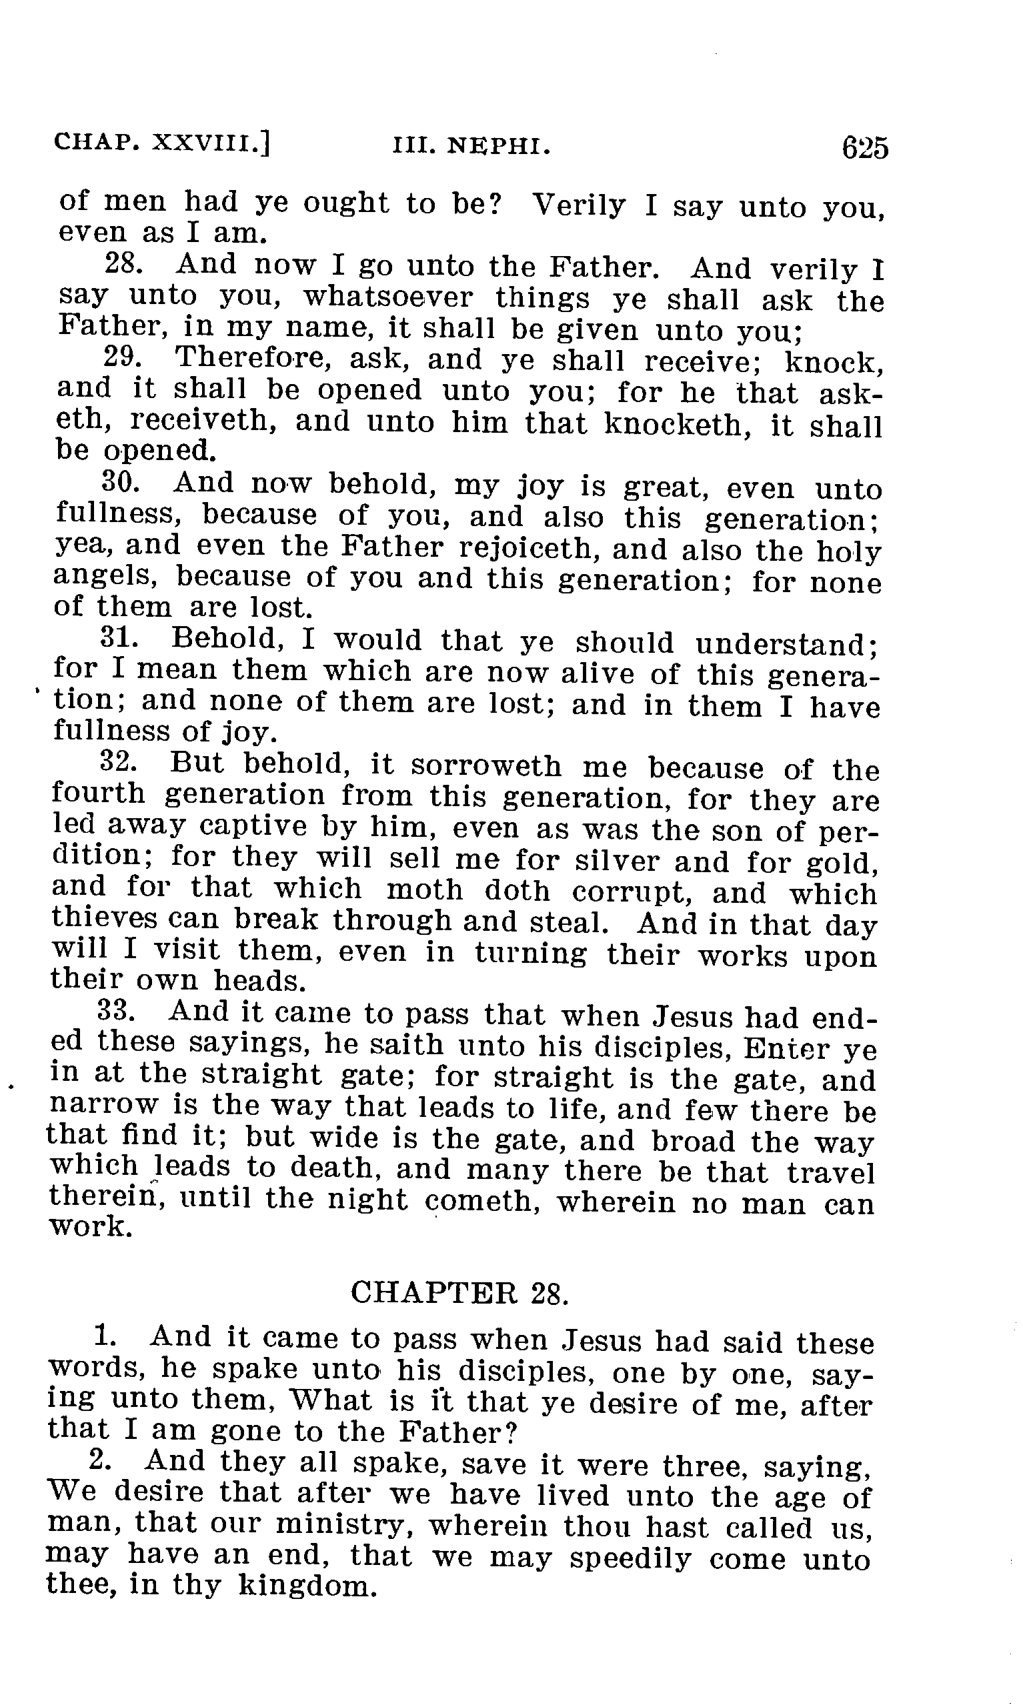 CHAP. XXVIII.] III. NEPHI. 625
of men had ye ought to be? Verily I say unto you,
even as I am.
28. And now I go unto the Father. And verily I
say unto you, whatsoever things ye shall ask the
Father, in my name, it shall be given unto you;
29. Therefore, ask, and ye shall receive; knock,
and it shall be opened unto you; for he that ask-
eth, receiveth, and unto him that knocketh, it shall
be opened.
30. And now behold, my joy is great, even unto
fullness, because of you, and also this generation;
yea, and even the Father rejoiceth, and also the holy
angels, because of you and this generation; for none
of them are lost.
31. Behold, I would that ye should understand;
for I mean them which are now alive of this genera-
tion; and none of them are lost; and in them I have
fullness of joy.
32. But behold, it sorroweth me because of the
fourth generation from this generation, for they are
led away captive by him, even as was the son of per-
dition; for they will sell me for silver and for gold,
and for that which moth doth corrupt, and which
thieves can break through and steal. And in that day
will I visit them, even in turning their works upon
their own heads.
33. And it came to pass that when Jesus had end-
ed these sayings, he saith unto his disciples, Enter ye
in at the straight gate; for straight is the gate, and
narrow is the way that leads to life, and few there be
that find it; but wide is the gate, and broad the way
which leads to death, and many there be that travel
therein, until the night cometh, wherein no man can
work.
CHAPTER 28.
1. And it came to pass when Jesus had said these
words, he spake unto his disciples, one by one, say-
ing unto them, What is it that ye desire of me, after
that I am gone to the Father?
2. And they all spake, save it were three, saying,
We desire that after we have lived unto the age of
man, that our ministry, wherein thou hast called us,
may have an end, that we may speedily come unto
thee, in thy kingdom.